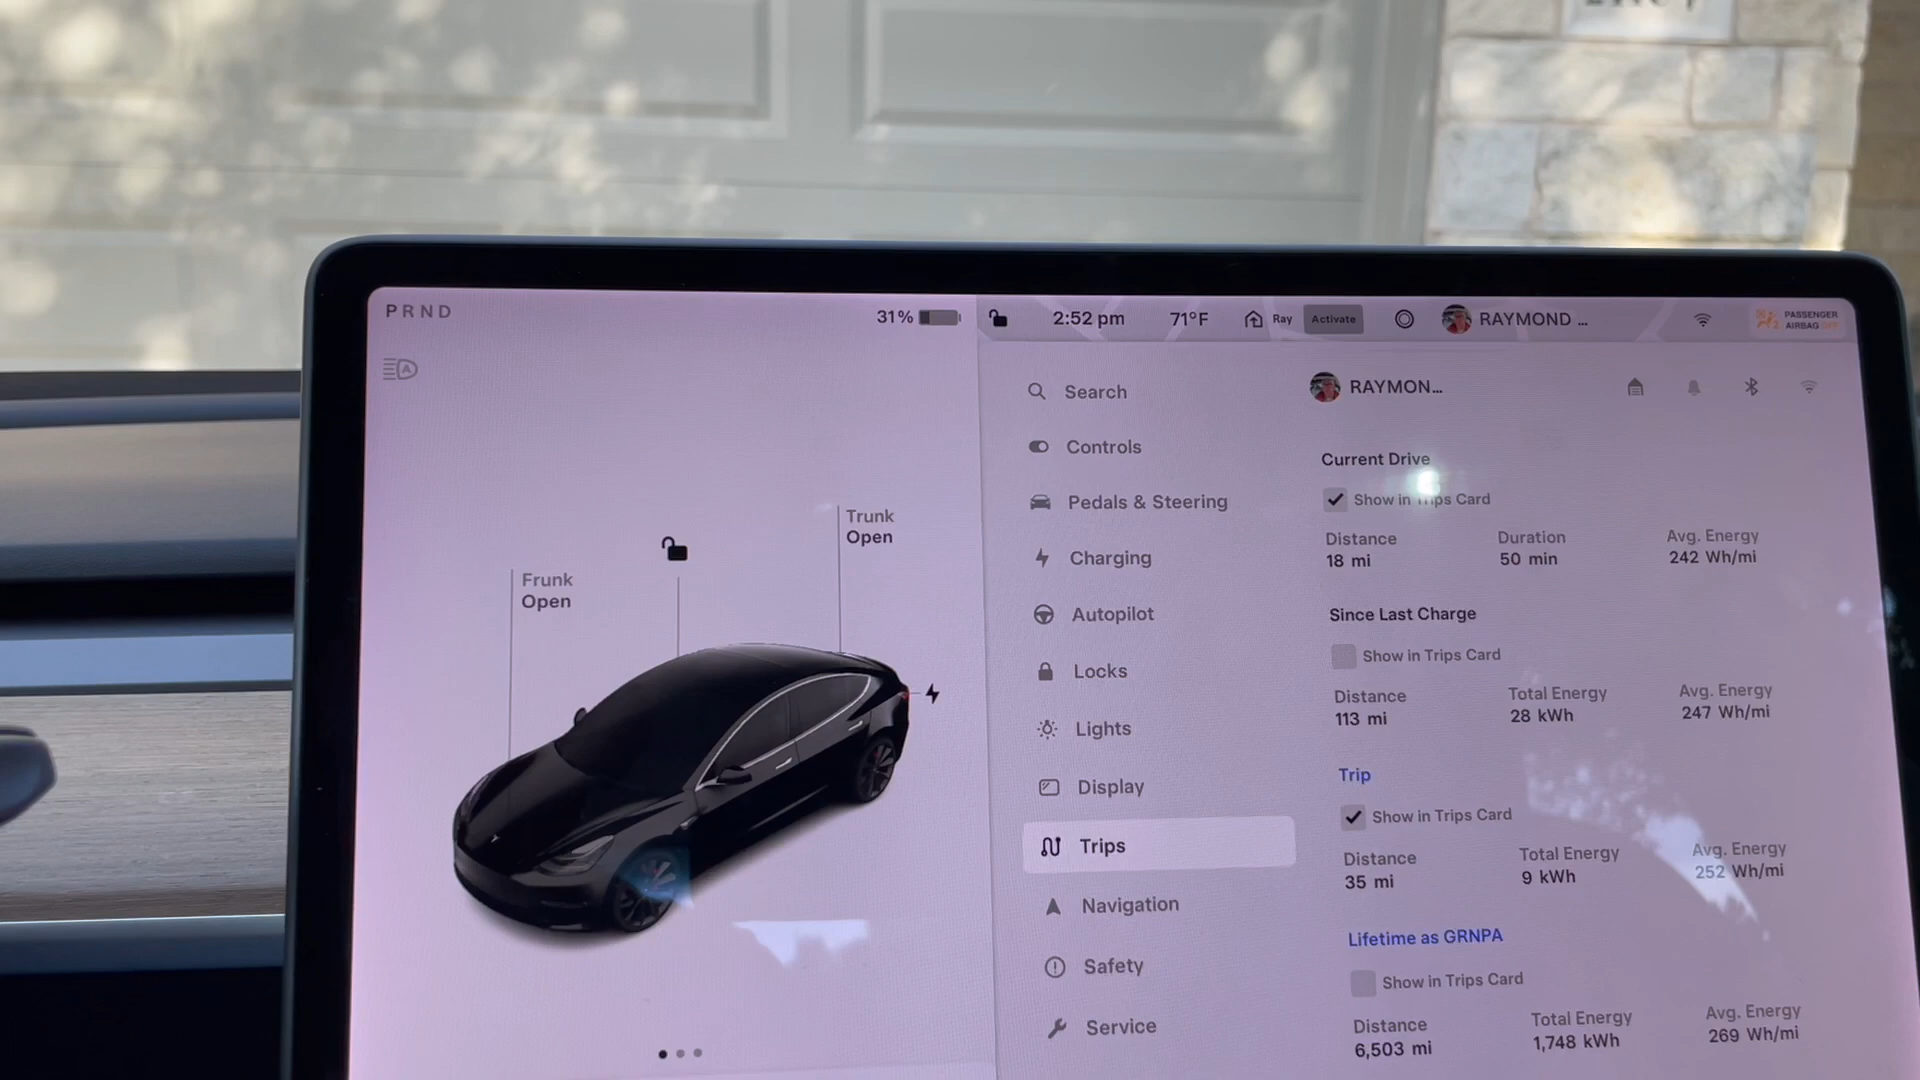 PRND
31%
2:52 pm
71°F
Ray
Activate
RAYMOND ...
PASSENGER
AIRBAG OFF
Frunk
Open
Trunk
Open
Search
Controls
Pedals & Steering
Charging
Autopilot
Locks
Lights
Display
Trips
Navigation
Safety
Service
RAYMON...
Current Drive
Show in Trips Card
Distance Duration Avg. Energy
18 mi 50 min 242 Wh/mi
Since Last Charge
Show in Trips Card
Distance Total Energy Avg. Energy
113 mi 28 kWh 247 Wh/mi
Trip
Show in Trips Card
Distance Total Energy Avg. Energy
35 mi 9 kWh 252 Wh/mi
Lifetime as GRNPA
Show in Trips Card
Distance Total Energy Avg. Energy
6,503 mi 1,748 kWh 269 Wh/mi